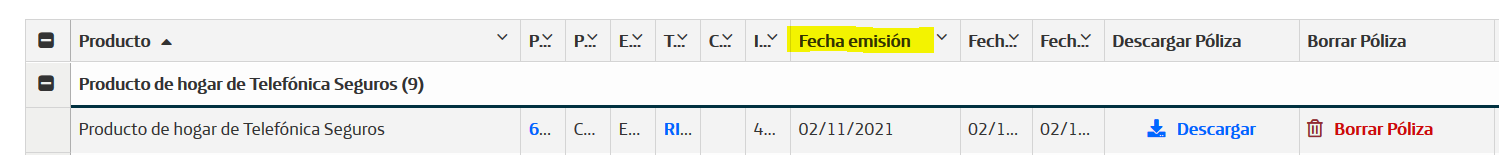 Producto P... P... E... T... C... I... Fecha emisión Fech... Fech... Descargar Póliza Borrar Póliza
Producto de hogar de Telefónica Seguros (9)
Producto de hogar de Telefónica Seguros 6... C... E... RI... 4... 02/11/2021 02/1... 02/1... Descargar Borrar Póliza